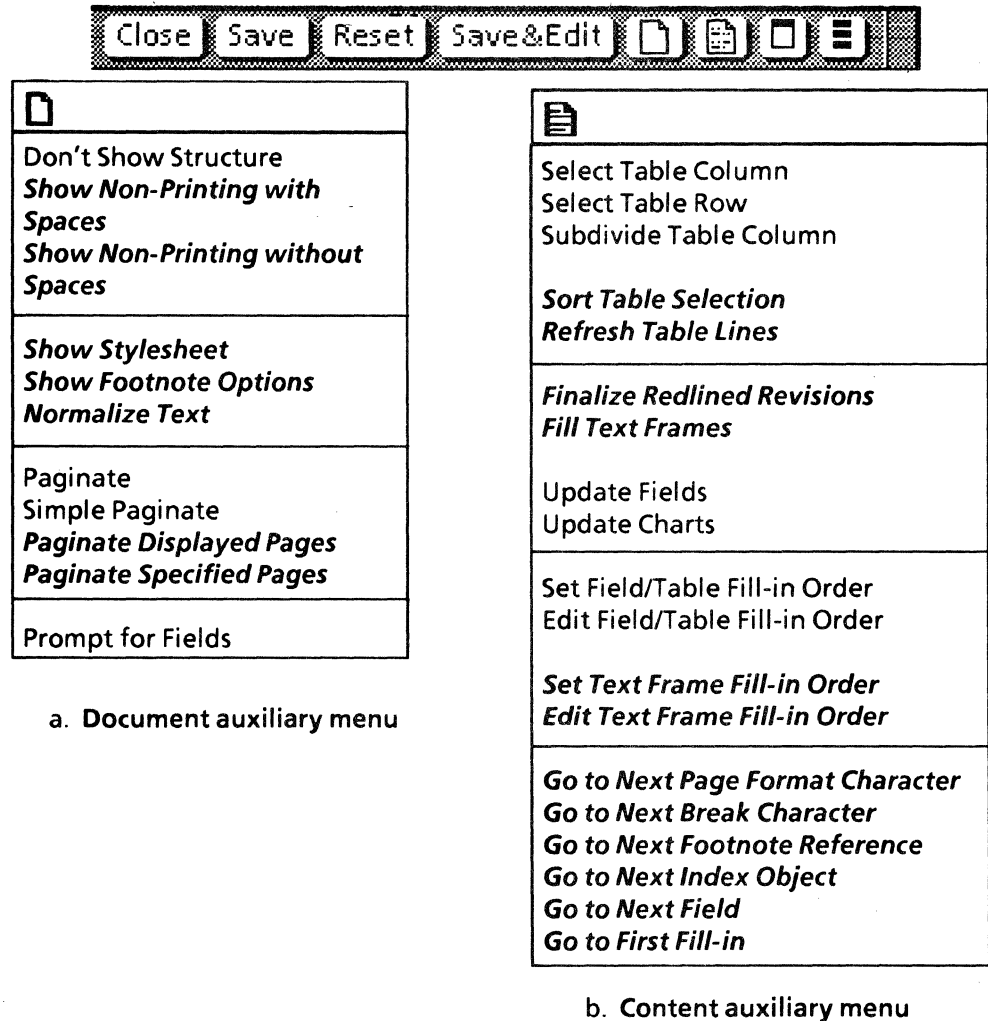 Close Save Reset Save&Edit
Don't Show Structure
Show Non-Printing with
Spaces
Show Non-Printing without
Spaces
Show Stylesheet
Show Footnote Options
Normalize Text
Paginate
Simple Paginate
Paginate Displayed Pages
Paginate Specified Pages
Prompt for Fields
a. Document auxiliary menu
Select Table Column
Select Table Row
Subdivide Table Column
Sort Table Selection
Refresh Table Lines
Finalize Redlined Revisions
Fill Text Frames
Update Fields
Update Charts
Set Field/Table Fill-in Order
Edit Field/Table Fill-in Order
Set Text Frame Fill-in Order
Edit Text Frame Fill-in Order
Go to Next Page Format Character
Go to Next Break Character
Go to Next Footnote Reference
Go to Next Index Object
Go to Next Field
Go to First Fill-in
b. Content auxiliary menu